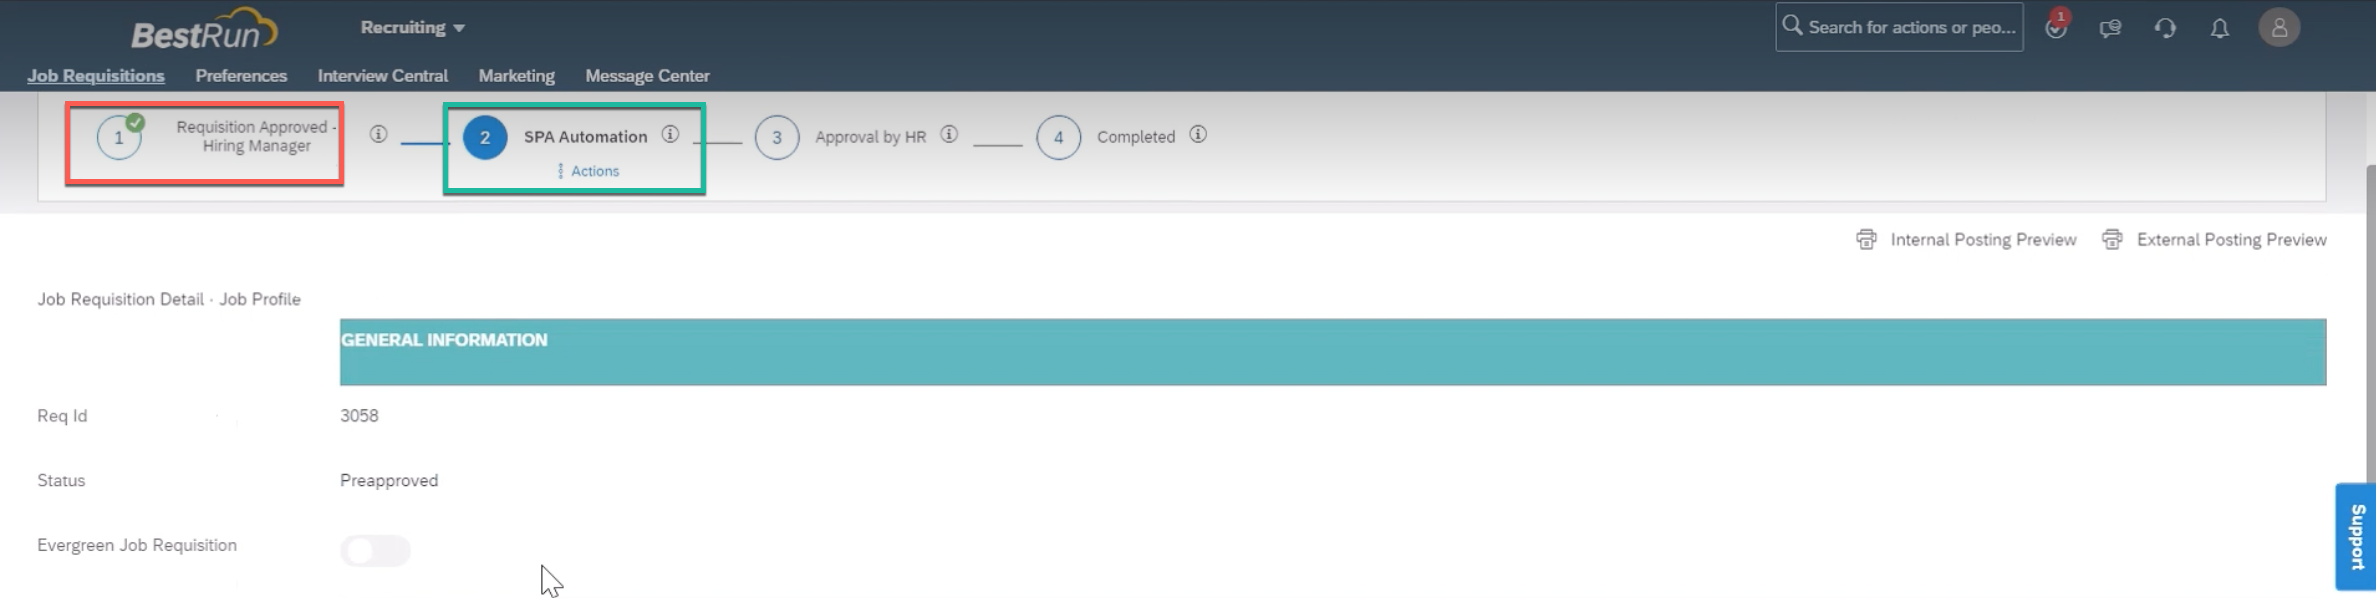 BestRun
Recruiting
Search for actions or peo...
1
Job Requisitions Preferences Interview Central Marketing Message Center
1 Requisition Approved -
Hiring Manager
2 SPA Automation
Actions
3 Approval by HR
4 Completed
Internal Posting Preview External Posting Preview
Job Requisition Detail · Job Profile
GENERAL INFORMATION
Req Id 3058
Status Preapproved
Support
Evergreen Job Requisition